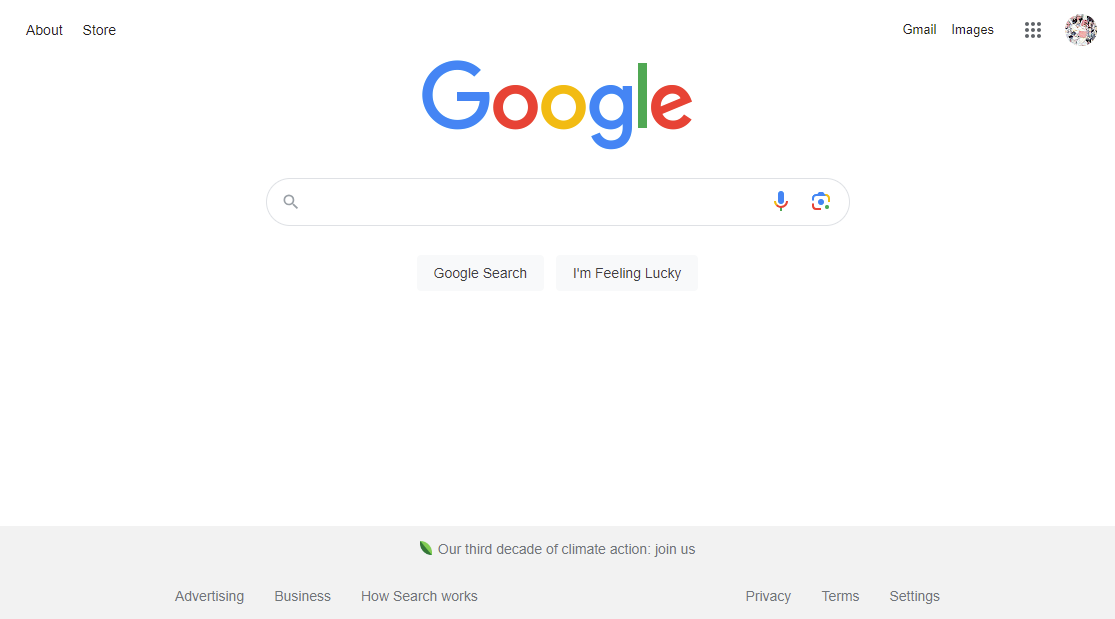 About Store Gmail Images
Google
Google Search I'm Feeling Lucky
Our third decade of climate action: join us
Advertising Business How Search works Privacy Terms Settings